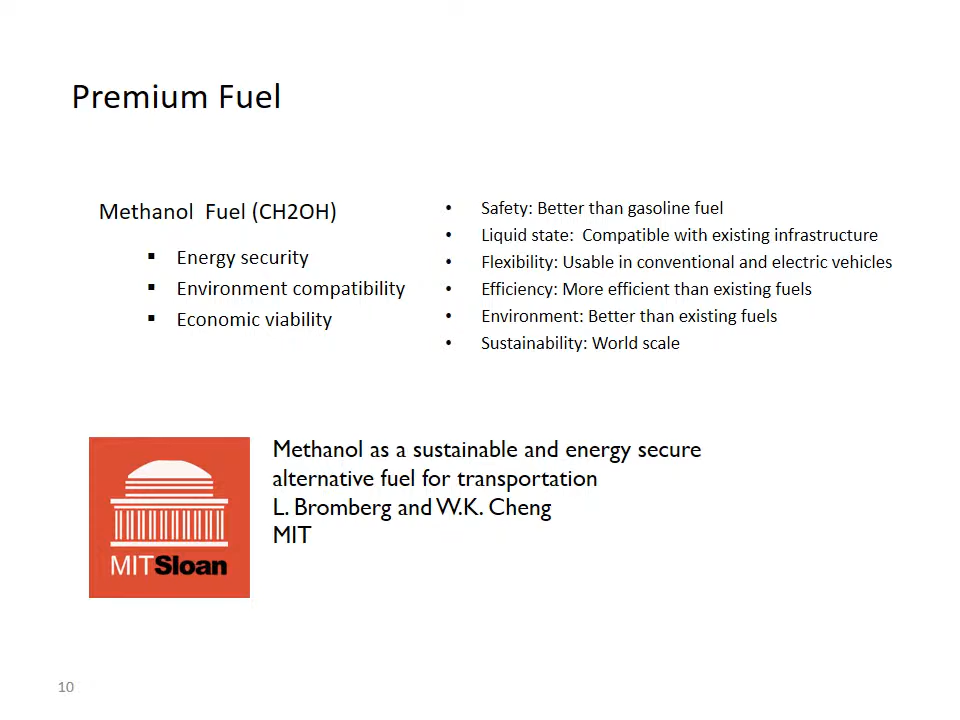 Premium Fuel
Methanol  Fuel (CH2OH)
▪ Energy security
▪ Environment compatibility
▪ Economic viability
• Safety: Better than gasoline fuel
• Liquid state:  Compatible with existing infrastructure
• Flexibility: Usable in conventional and electric vehicles
• Efficiency: More efficient than existing fuels
• Environment: Better than existing fuels
• Sustainability: World scale
MITSloan
Methanol as a sustainable and energy secure
alternative fuel for transportation
L. Bromberg and W.K. Cheng
MIT
10